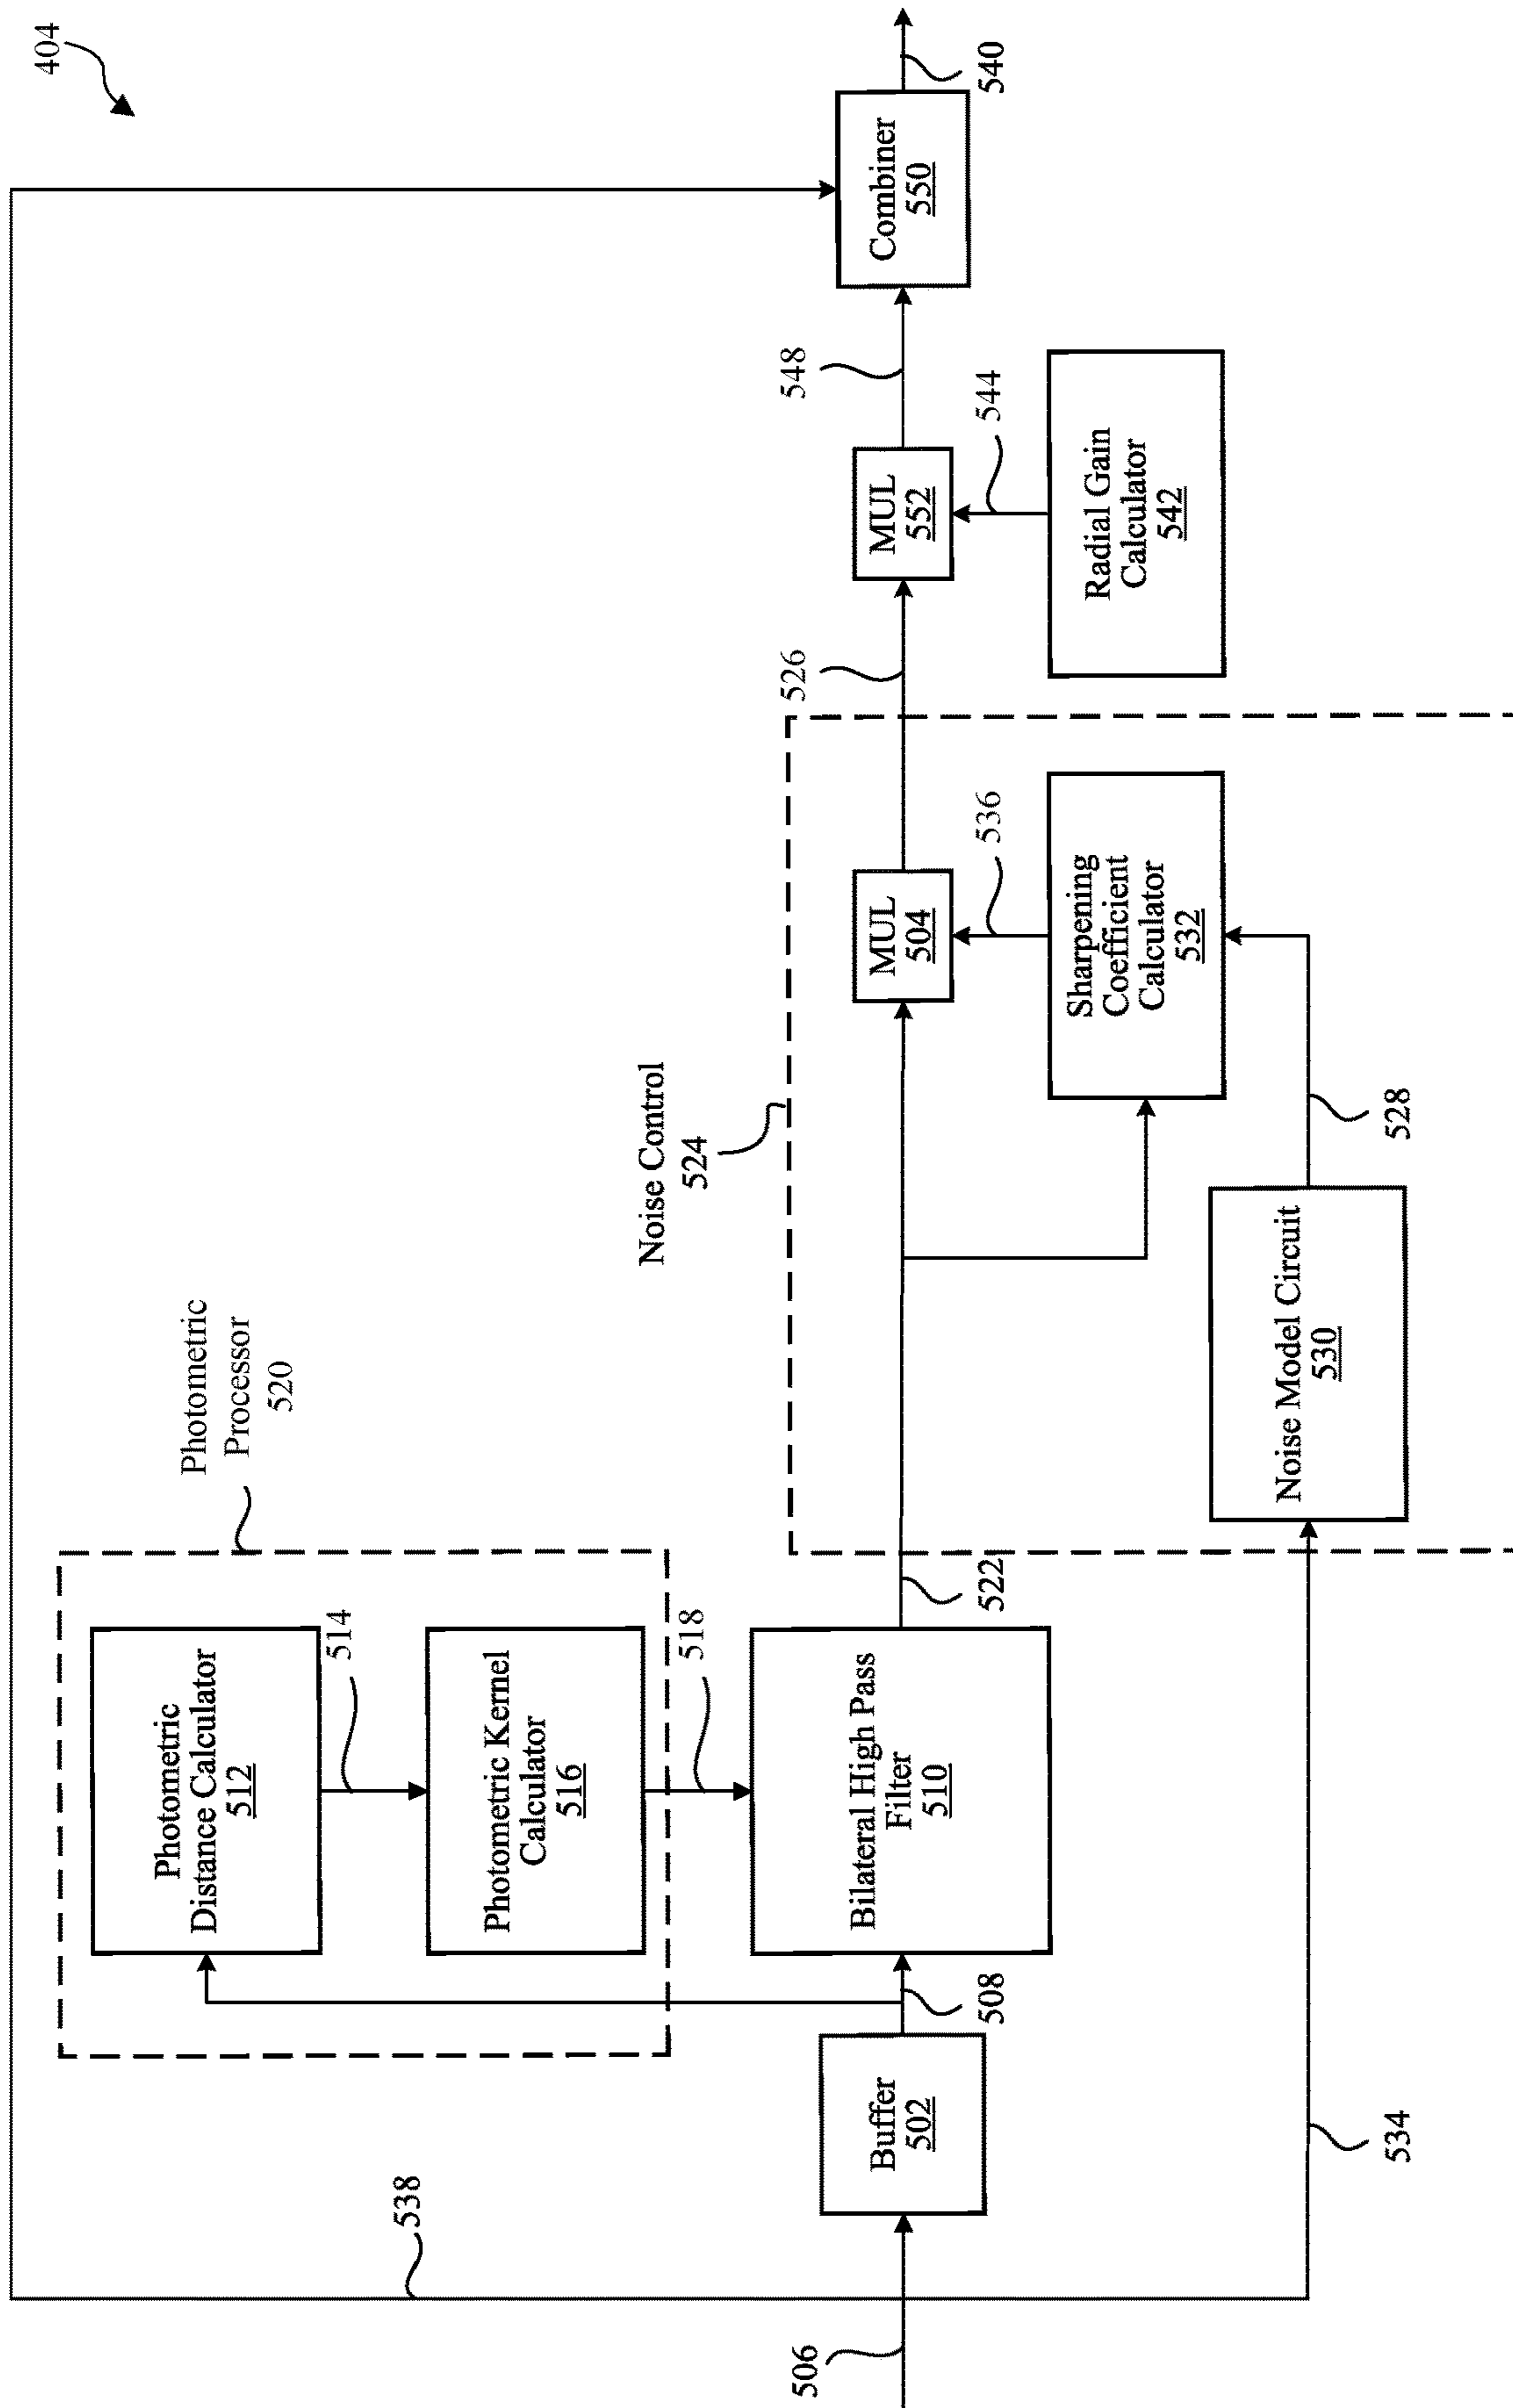 404
538
506
Buffer
502
508
Photometric
Processor
520
Photometric
Distance Calculator
512
514
Photometric Kernel
Calculator
516
518
Bilateral High Pass
Filter
510
522
534
Noise Control
524
Noise Model Circuit
530
528
Sharpening
Coefficient
Calculator
532
536
MUL
504
526
MUL
552
544
Radial Gain
Calculator
542
548
Combiner
550
540